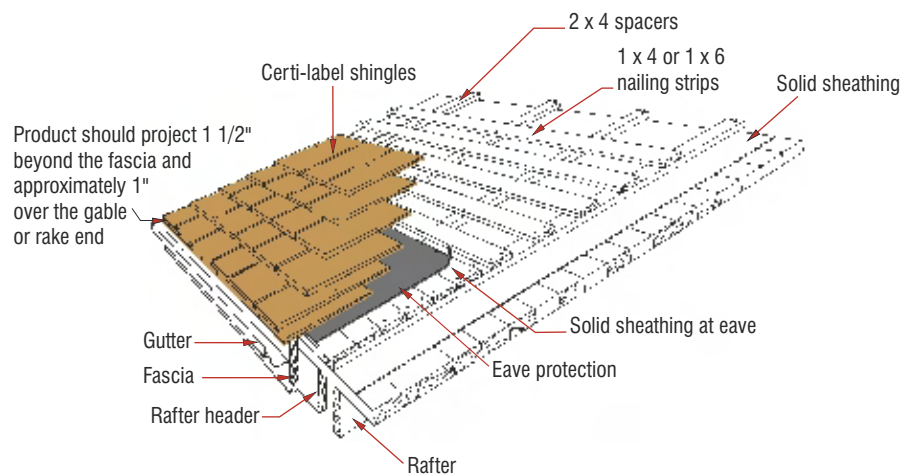 2 x 4 spacers
1 x 4 or 1 x 6
nailing strips
Certi-label shingles
Solid sheathing
Product should project 1 1/2"
beyond the fascia and
approximately 1"
over the gable
or rake end
Solid sheathing at eave
Gutter
Eave protection
Fascia
Rafter header
Rafter